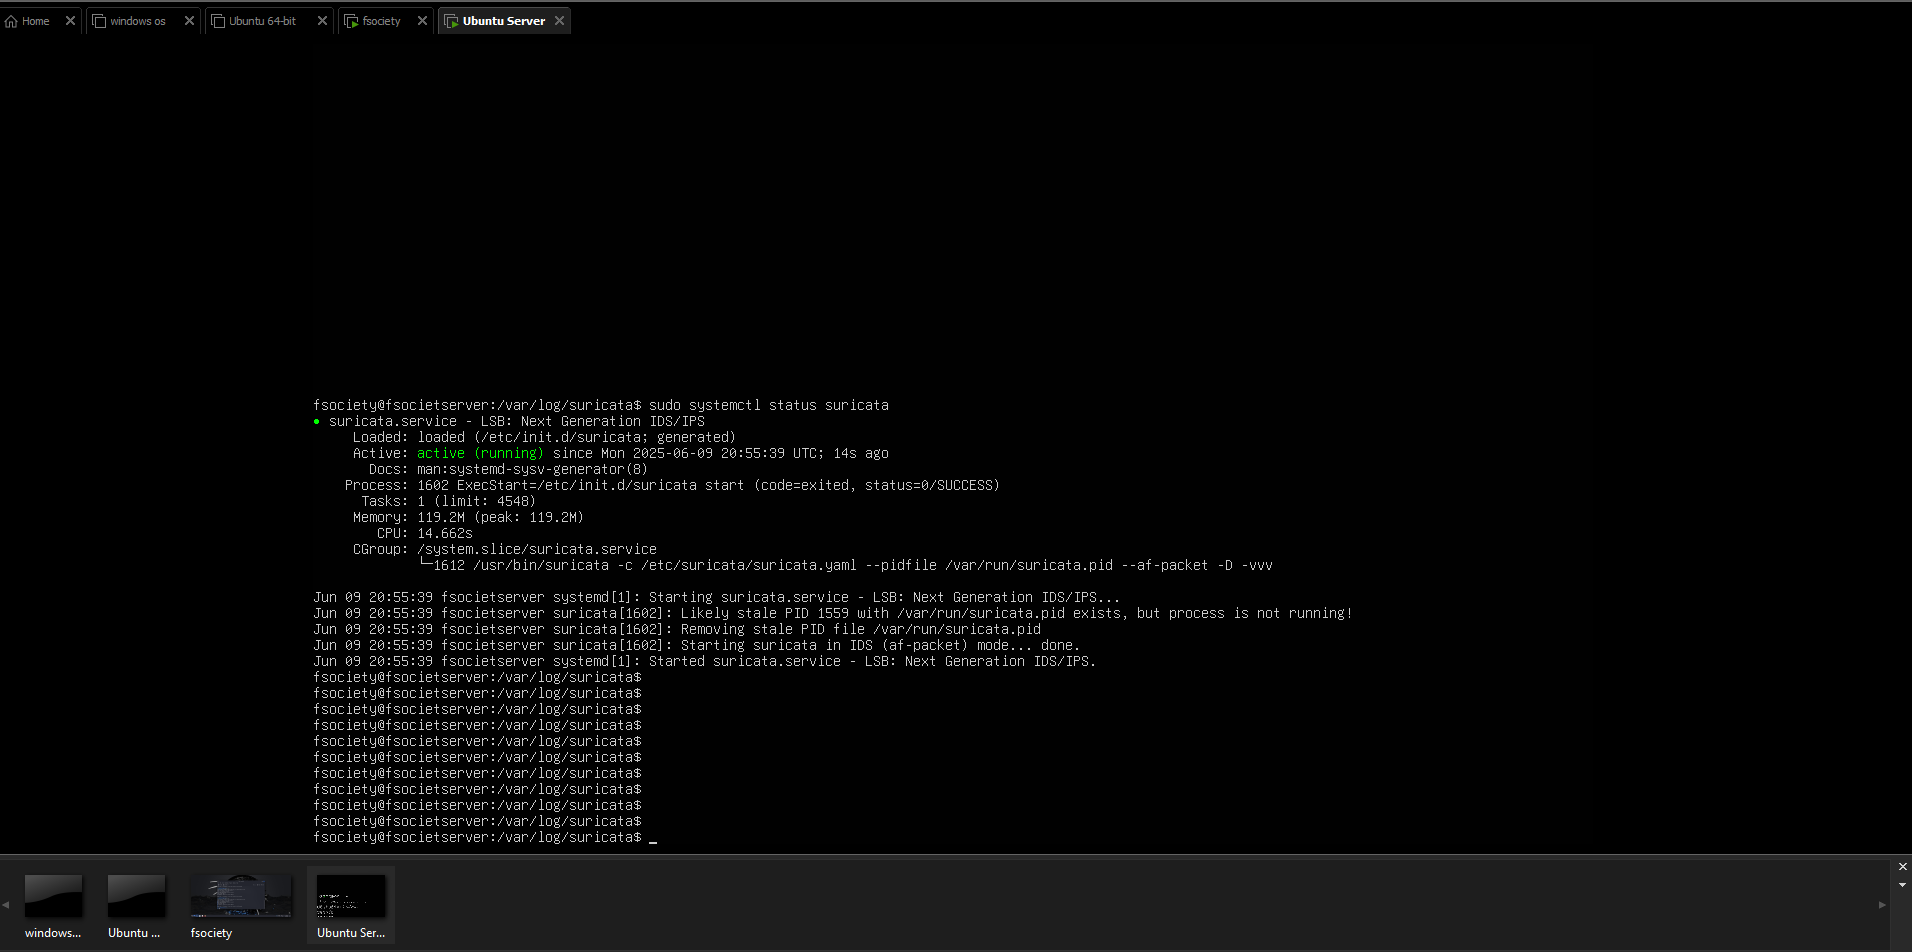 Home
windows os
Ubuntu 64-bit
fsociety
Ubuntu Server
fsociety@fsocietserver:/var/log/suricata$ sudo systemctl status suricata
● suricata.service - LSB: Next Generation IDS/IPS
     Loaded: loaded (/etc/init.d/suricata; generated)
     Active: active (running) since Mon 2025-06-09 20:55:39 UTC; 14s ago
       Docs: man:systemd-sysv-generator(8)
    Process: 1602 ExecStart=/etc/init.d/suricata start (code=exited, status=0/SUCCESS)
      Tasks: 1 (limit: 4548)
     Memory: 119.2M (peak: 119.2M)
        CPU: 14.662s
     CGroup: /system.slice/suricata.service
             └─1612 /usr/bin/suricata -c /etc/suricata/suricata.yaml --pidfile /var/run/suricata.pid --af-packet -D -vvv
Jun 09 20:55:39 fsocietserver systemd[1]: Starting suricata.service - LSB: Next Generation IDS/IPS...
Jun 09 20:55:39 fsocietserver suricata[1602]: Likely stale PID 1559 with /var/run/suricata.pid exists, but process is not running!
Jun 09 20:55:39 fsocietserver suricata[1602]: Removing stale PID file /var/run/suricata.pid
Jun 09 20:55:39 fsocietserver suricata[1602]: Starting suricata in IDS (af-packet) mode... done.
Jun 09 20:55:39 fsocietserver systemd[1]: Started suricata.service - LSB: Next Generation IDS/IPS.
fsociety@fsocietserver:/var/log/suricata$
fsociety@fsocietserver:/var/log/suricata$
fsociety@fsocietserver:/var/log/suricata$
fsociety@fsocietserver:/var/log/suricata$
fsociety@fsocietserver:/var/log/suricata$
fsociety@fsocietserver:/var/log/suricata$
fsociety@fsocietserver:/var/log/suricata$
fsociety@fsocietserver:/var/log/suricata$
fsociety@fsocietserver:/var/log/suricata$
fsociety@fsocietserver:/var/log/suricata$
fsociety@fsocietserver:/var/log/suricata$ _
windows...
Ubuntu ...
fsociety
Ubuntu Ser...